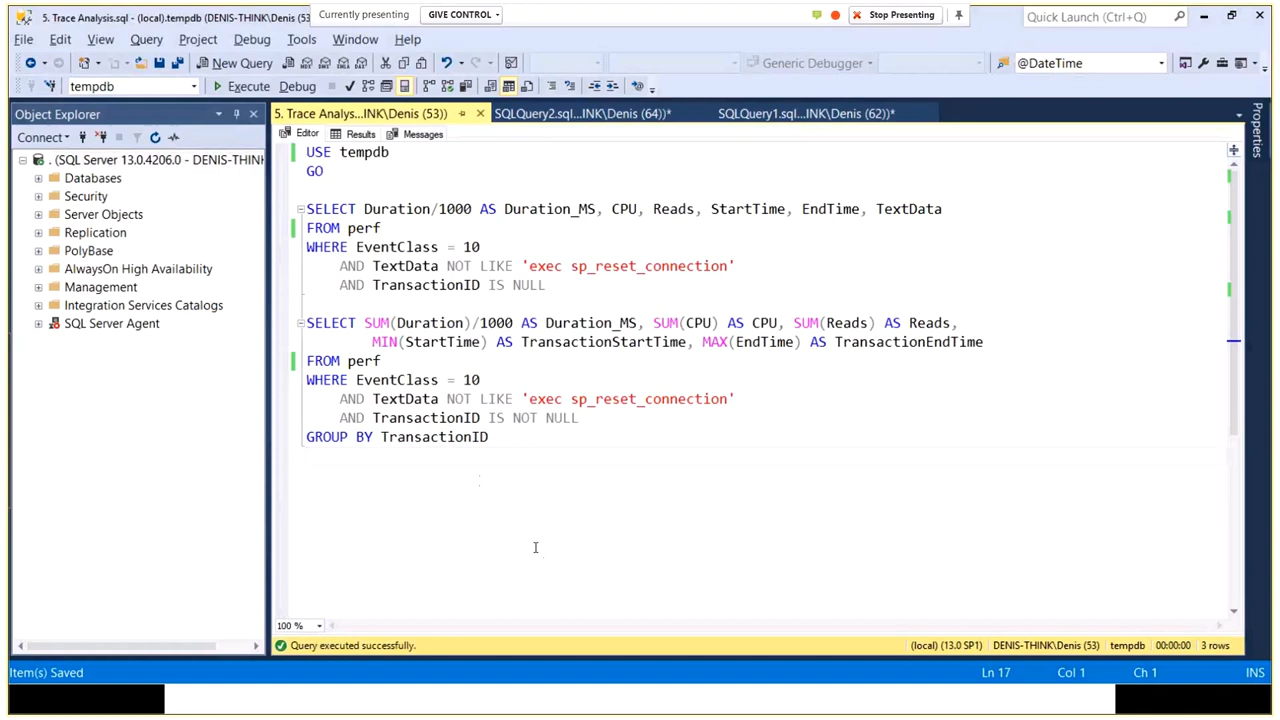 5. Trace Analysis.sql - (local).tempdb (DENIS-THINK\Denis (53
Currently presenting
GIVE CONTROL
Stop Presenting
Quick Launch (Ctrl+Q)
File Edit View Query Project Debug Tools Window Help
New Query
Generic Debugger
@DateTime
tempdb
Execute Debug
Object Explorer
5. Trace Analys...INK\Denis (53))
SQLQuery2.sql...INK\Denis (64))*
SQLQuery1.sql...INK\Denis (62))*
Properties
Connect
Editor Results Messages
. (SQL Server 13.0.4206.0 - DENIS-THINK
Databases
Security
Server Objects
Replication
PolyBase
AlwaysOn High Availability
Management
Integration Services Catalogs
SQL Server Agent
USE tempdb
GO
SELECT Duration/1000 AS Duration_MS, CPU, Reads, StartTime, EndTime, TextData
FROM perf
WHERE EventClass = 10
AND TextData NOT LIKE 'exec sp_reset_connection'
AND TransactionID IS NULL
SELECT SUM(Duration)/1000 AS Duration_MS, SUM(CPU) AS CPU, SUM(Reads) AS Reads,
MIN(StartTime) AS TransactionStartTime, MAX(EndTime) AS TransactionEndTime
FROM perf
WHERE EventClass = 10
AND TextData NOT LIKE 'exec sp_reset_connection'
AND TransactionID IS NOT NULL
GROUP BY TransactionID
100 %
Query executed successfully.
(local) (13.0 SP1) DENIS-THINK\Denis (53) tempdb 00:00:00 3 rows
Item(s) Saved
Ln 17 Col 1 Ch 1 INS